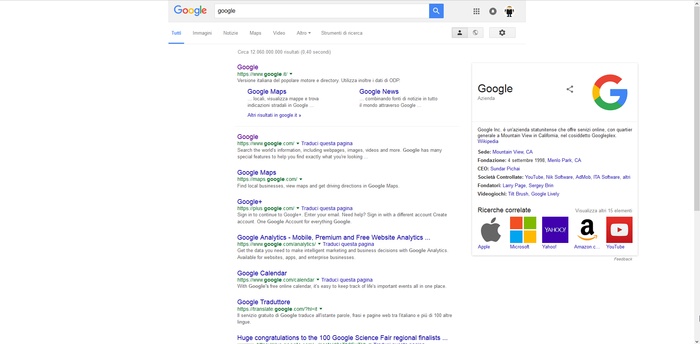 Google
google
Tutti Immagini Notizie Maps Video Altro Strumenti di ricerca
Circa 12.060.000.000 risultati (0,40 secondi)
Google
https://www.google.it/
Versione italiana del popolare motore e directory. Utilizza inoltre i dati di ODP.
Google Maps
... locali, visualizza mappe e trova
indicazioni stradali in Google ...
Google News
... combinando fonti di notizie in tutto
il mondo attraverso Google ...
Altri risultati in google.it »
Google
https://www.google.com/ Traduci questa pagina
Search the world's information, including webpages, images, videos and more. Google has many
special features to help you find exactly what you're looking ...
Google Maps
https://maps.google.com/
Find local businesses, view maps and get driving directions in Google Maps.
Google+
https://plus.google.com/ Traduci questa pagina
Sign in to continue to Google+. Enter your email. Need help? Sign in with a different account Create
account. One Google Account for everything Google.
Google Analytics - Mobile, Premium and Free Website Analytics ...
https://www.google.com/analytics/ Traduci questa pagina
Get the data you need to make intelligent marketing and business decisions with Google Analytics
Available for websites, apps, and enterprise businesses.
Google Calendar
https://www.google.com/calendar Traduci questa pagina
With Google's free online calendar, it's easy to keep track of life's important events all in one place.
Google Traduttore
https://translate.google.com/?hl=it
Il servizio gratuito di Google traduce all'istante parole, frasi e pagine web tra l'italiano e più di 100 altre
lingue.
Huge congratulations to the 100 Google Science Fair regional finalists ...
Google
Azienda
Google Inc. è un'azienda statunitense che offre servizi online, con quartier
generale a Mountain View in California, nel cosiddetto Googleplex.
Wikipedia
Sede: Mountain View, CA
Fondazione: 4 settembre 1998, Menlo Park, CA
CEO: Sundar Pichai
Società Controllate: YouTube, Nik Software, AdMob, ITA Software, altri
Fondatori: Larry Page, Sergey Brin
Videogiochi: Tilt Brush, Google Lively
Ricerche correlate Visualizza altri 15 elementi
YAHOO!
Apple Microsoft Yahoo! Amazon.c... YouTube
Feedback